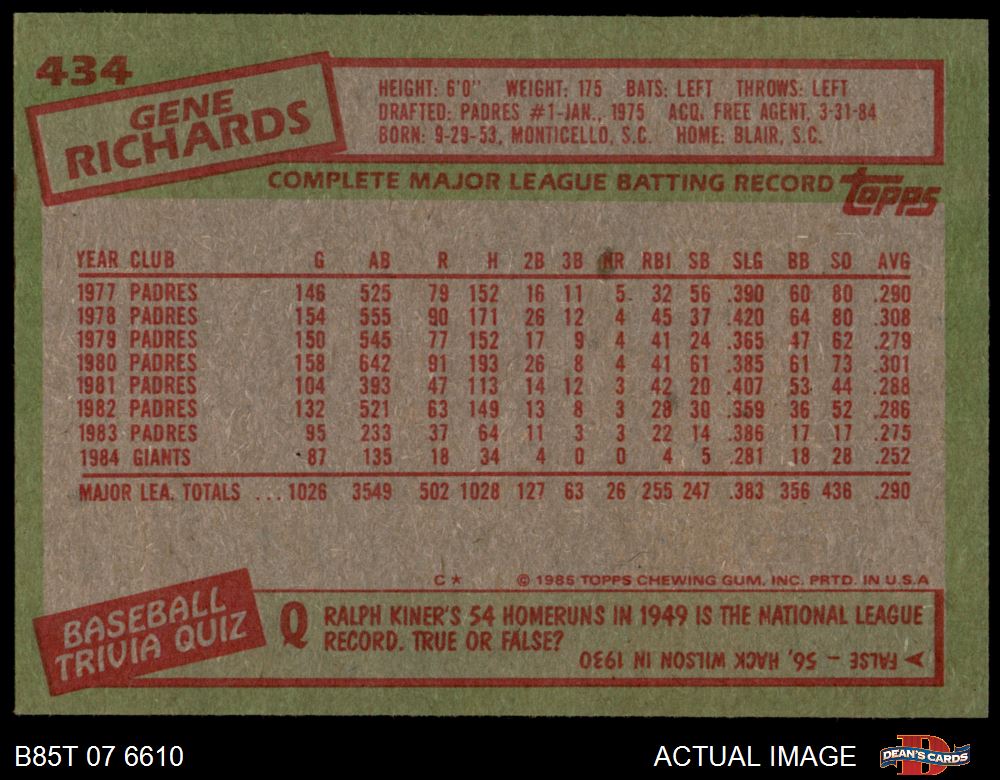 434
GENE
RICHARDS
HEIGHT: 6'0" WEIGHT: 175 BATS: LEFT THROWS: LEFT
DRAFTED: PADRES #1-JAN., 1975 ACQ. FREE AGENT, 3-31-84
BORN: 9-29-53, MONTICELLO, S.C. HOME: BLAIR, S.C.
COMPLETE MAJOR LEAGUE BATTING RECORD topps
YEAR CLUB G AB R H 2B 3B HR RBI SB SLG BB SO AVG
1977 PADRES 146 525 79 152 16 11 5 32 56 .390 60 80 .290
1978 PADRES 154 555 90 171 26 12 4 45 37 .420 64 80 .308
1979 PADRES 150 545 77 152 17 9 4 41 24 .365 47 62 .279
1980 PADRES 158 642 91 193 26 8 4 41 61 .385 61 73 .301
1981 PADRES 104 393 47 113 14 12 3 42 20 .407 53 44 .288
1982 PADRES 132 521 63 149 13 8 3 28 30 .359 36 52 .286
1983 PADRES 95 233 37 64 11 3 3 22 14 .386 17 17 .275
1984 GIANTS 87 135 18 34 4 0 0 4 5 .281 18 28 .252
MAJOR LEA. TOTALS ... 1026 3549 502 1028 127 63 26 255 247 .383 356 436 .290
C* © 1985 TOPPS CHEWING GUM, INC. PRTD. IN U.S.A
BASEBALL
TRIVIA QUIZ
Q RALPH KINER'S 54 HOMERUNS IN 1949 IS THE NATIONAL LEAGUE
RECORD. TRUE OR FALSE?
FALSE – 56, HACK WILSON IN 1930
B85T 07 6610 ACTUAL IMAGE DEAN'S CARDS